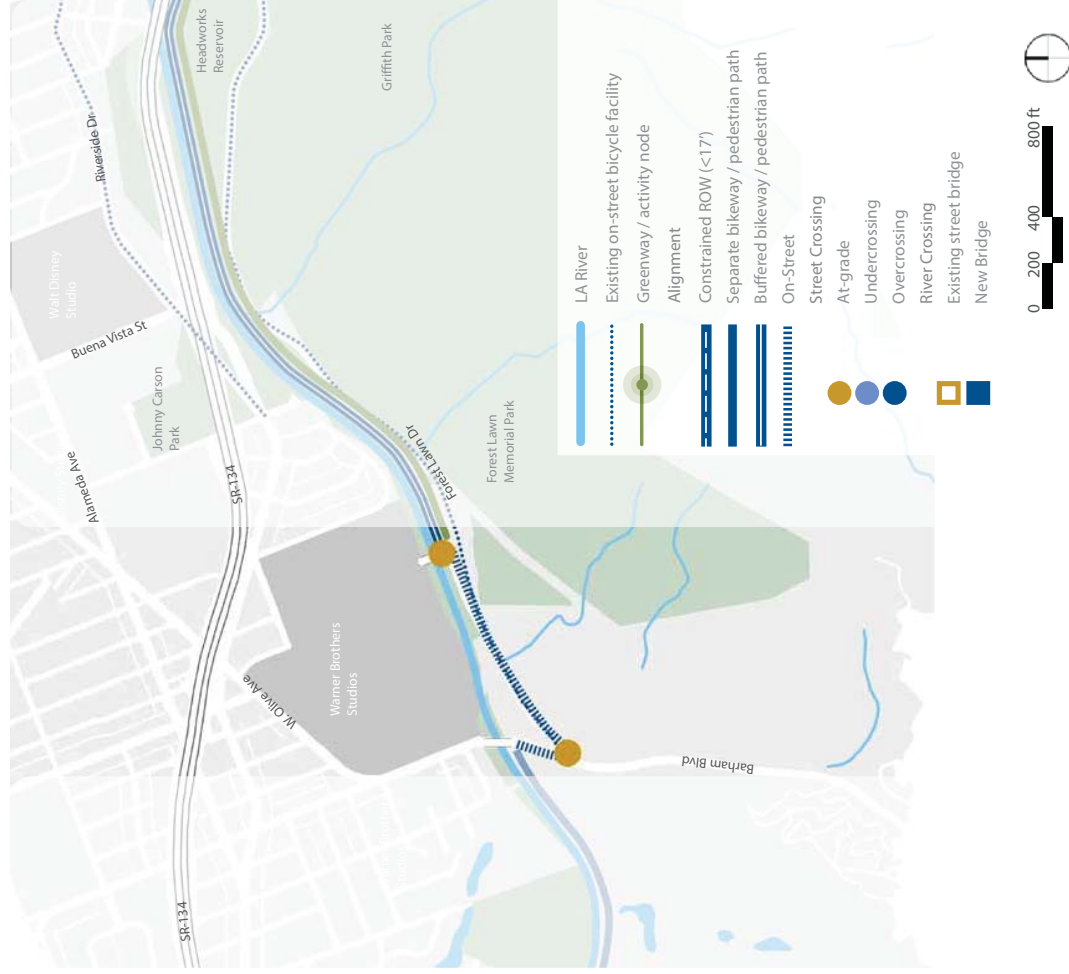 Headworks
Reservoir
Griffith Park
Riverside Dr
Walt Disney
Studio
Buena Vista St
Johnny Carson
Park
Alameda Ave
SR-134
Forest Lawn Dr
Forest Lawn
Memorial Park
Warner Brothers
Studios
W. Olive Ave
Barham Blvd
SR-134
LA River
Existing on-street bicycle facility
Greenway / activity node
Alignment
Constrained ROW (<17')
Separate bikeway / pedestrian path
Buffered bikeway / pedestrian path
On-Street
Street Crossing
At-grade
Undercrossing
Overcrossing
River Crossing
Existing street bridge
New Bridge
0 200 400 800 ft